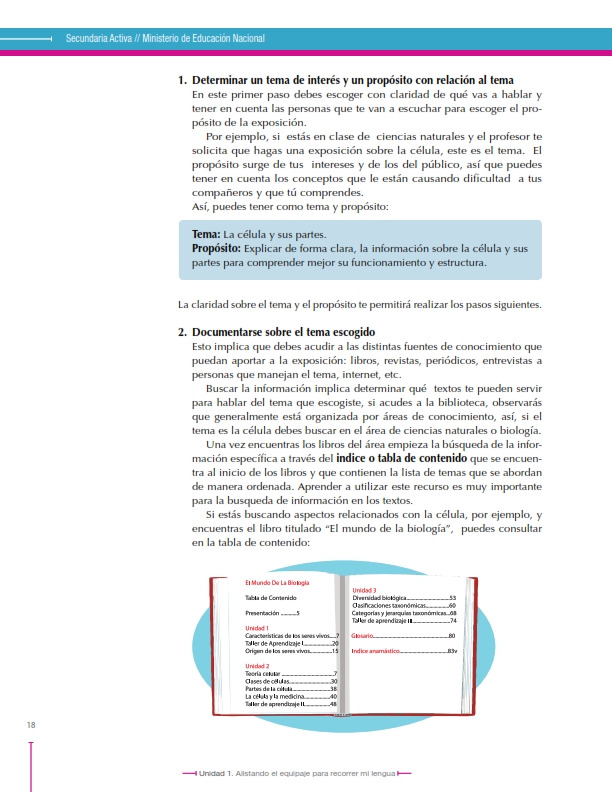 Secundaria Activa // Ministerio de Educación Nacional
1. Determinar un tema de interés y un propósito con relación al tema
En este primer paso debes escoger con claridad de qué vas a hablar y
tener en cuenta las personas que te van a escuchar para escoger el pro-
pósito de la exposición.
Por ejemplo, si estás en clase de ciencias naturales y el profesor te
solicita que hagas una exposición sobre la célula, este es el tema. El
propósito surge de tus intereses y de los del público, así que puedes
tener en cuenta los conceptos que le están causando dificultad a tus
compañeros y que tú comprendes.
Así, puedes tener como tema y propósito:
Tema: La célula y sus partes.
Propósito: Explicar de forma clara, la información sobre la célula y sus
partes para comprender mejor su funcionamiento y estructura.
La claridad sobre el tema y el propósito te permitirá realizar los pasos siguientes.
2. Documentarse sobre el tema escogido
Esto implica que debes acudir a las distintas fuentes de conocimiento que
puedan aportar a la exposición: libros, revistas, periódicos, entrevistas a
personas que manejan el tema, internet, etc.
Buscar la información implica determinar qué textos te pueden servir
para hablar del tema que escogiste, si acudes a la biblioteca, observarás
que generalmente está organizada por áreas de conocimiento, así, si el
tema es la célula debes buscar en el área de ciencias naturales o biología.
Una vez encuentras los libros del área empieza la búsqueda de la infor-
mación específica a través del indice o tabla de contenido que se encuen-
tra al inicio de los libros y que contienen la lista de temas que se abordan
de manera ordenada. Aprender a utilizar este recurso es muy importante
para la busqueda de información en los textos.
Si estás buscando aspectos relacionados con la célula, por ejemplo, y
encuentras el libro titulado “El mundo de la biología”, puedes consultar
en la tabla de contenido:
El Mundo De La Biología
Tabla de Contenido
Presentación ..........5
Unidad 1
Características de los seres vivos....7
Taller de Aprendizaje I..............20
Origen de los seres vivos...........15
Unidad 2
Teoría celular ..........................7
Clases de células....................30
Partes de la célula...................38
La célula y la medicina.............40
Taller de aprendizaje II.............48
Unidad 3
Diversidad biológica....................53
Clasificaciones taxonómicas...........60
Categorías y jerarquías taxonómicas...68
Taller de aprendizaje III.................74
Glosario...................................80
Indice anamástico......................83v
18
Unidad 1. Alistando el equipaje para recorrer mi lengua